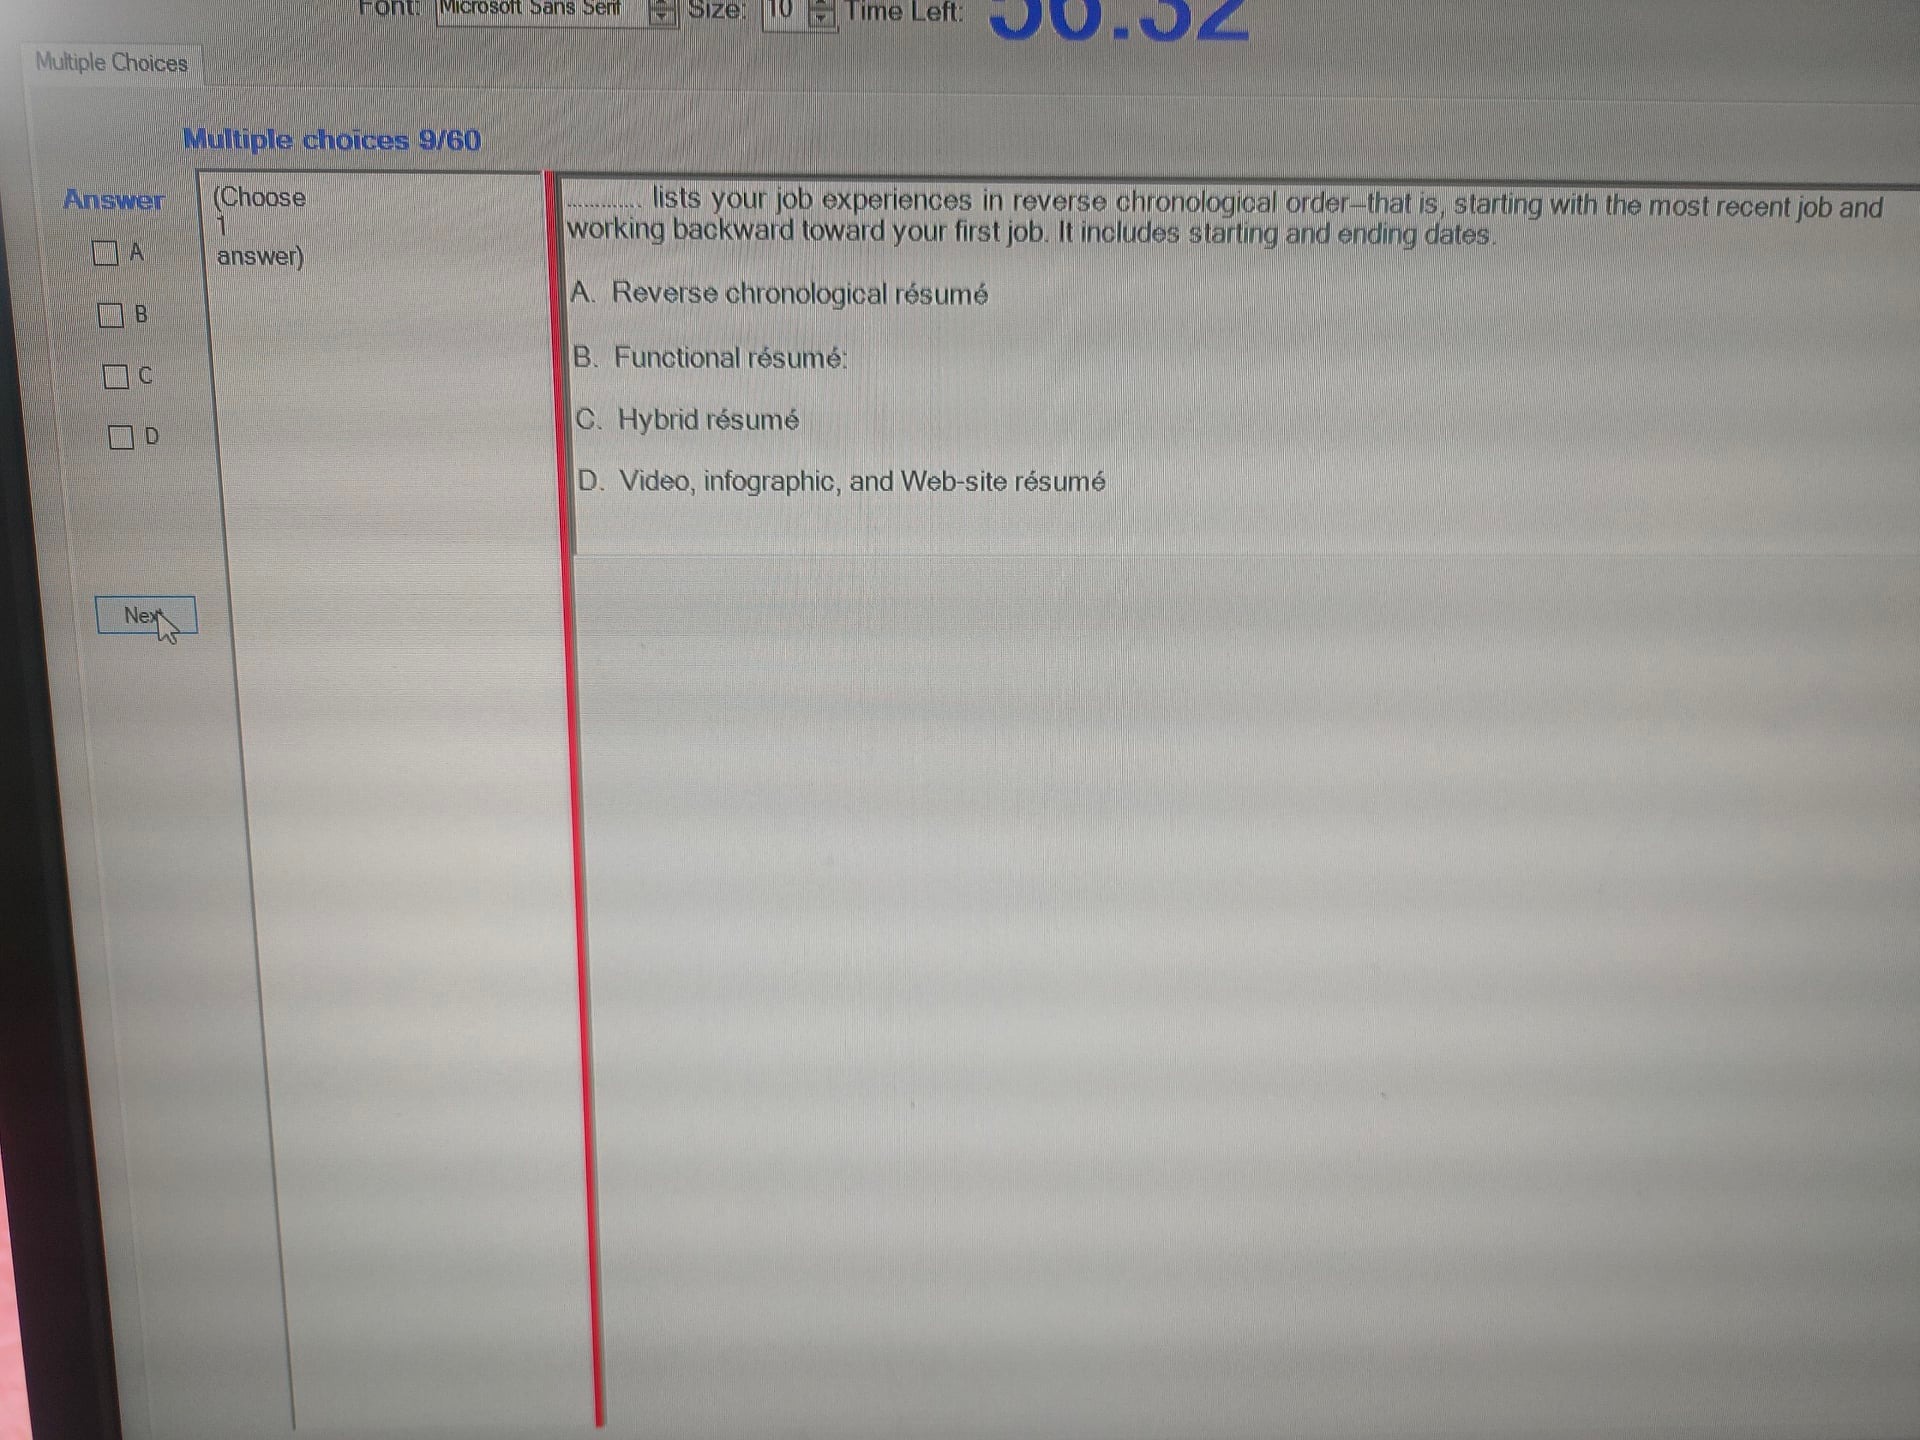 Font: Microsoft Sans Serif Size: 10 Time Left: 56:32
Multiple Choices
Multiple choices 9/60
Answer
A
B
C
D
Next
(Choose
1
answer)
............. lists your job experiences in reverse chronological order–that is, starting with the most recent job and
working backward toward your first job. It includes starting and ending dates.
A. Reverse chronological résumé
B. Functional résumé:
C. Hybrid résumé
D. Video, infographic, and Web-site résumé